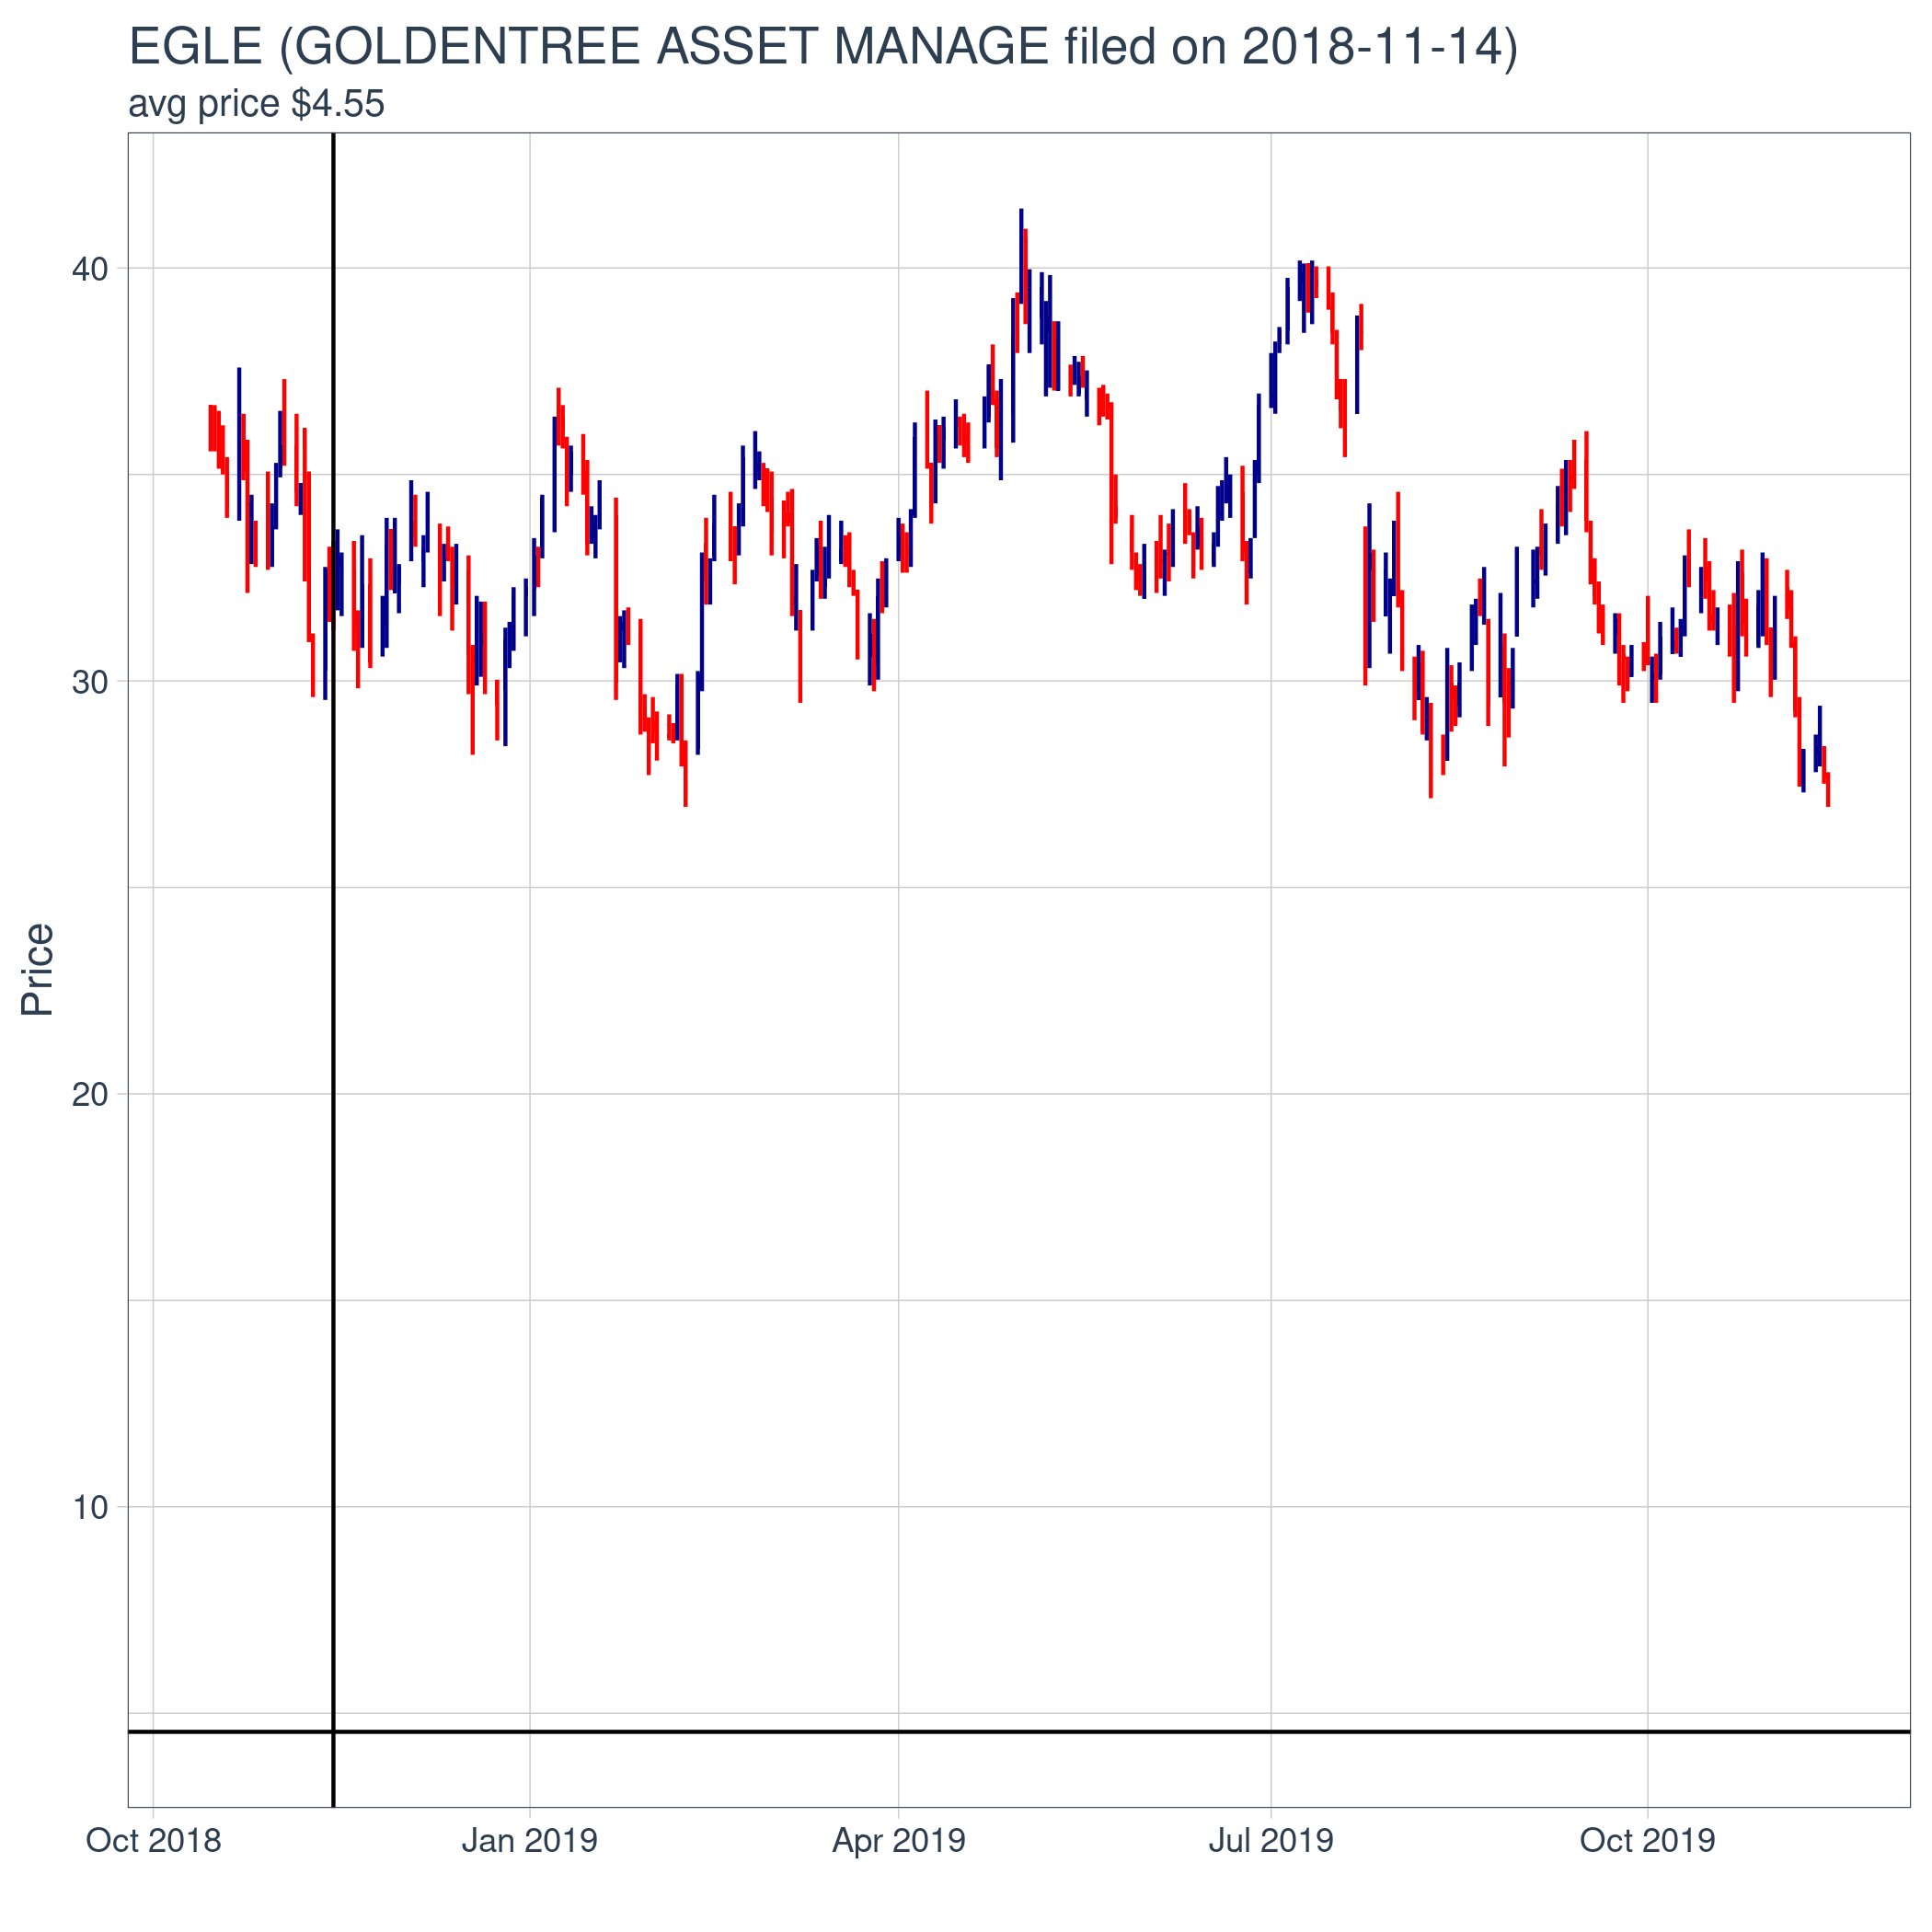 EGLE (GOLDENTREE ASSET MANAGE filed on 2018-11-14)
avg price $4.55
40
30
20
10
Price
Oct 2018 Jan 2019 Apr 2019 Jul 2019 Oct 2019